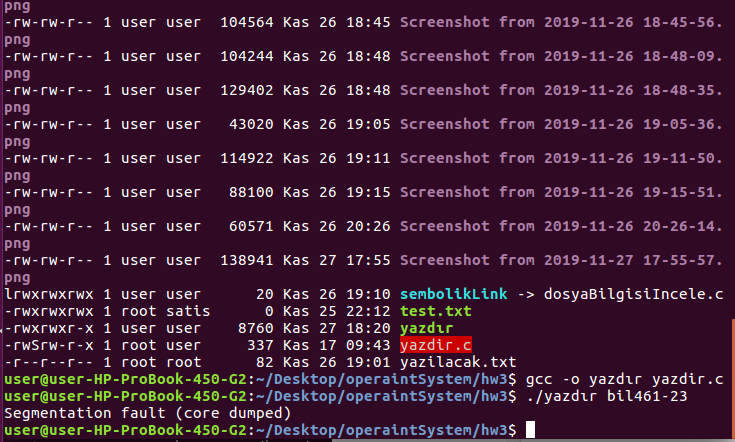 png
-rw-rw-r-- 1 user user  104564 Kas 26 18:45 Screenshot from 2019-11-26 18-45-56.
png
-rw-rw-r-- 1 user user  104244 Kas 26 18:48 Screenshot from 2019-11-26 18-48-09.
png
-rw-rw-r-- 1 user user  129402 Kas 26 18:48 Screenshot from 2019-11-26 18-48-35.
png
-rw-rw-r-- 1 user user   43020 Kas 26 19:05 Screenshot from 2019-11-26 19-05-36.
png
-rw-rw-r-- 1 user user  114922 Kas 26 19:11 Screenshot from 2019-11-26 19-11-50.
png
-rw-rw-r-- 1 user user   88100 Kas 26 19:15 Screenshot from 2019-11-26 19-15-51.
png
-rw-rw-r-- 1 user user   60571 Kas 26 20:26 Screenshot from 2019-11-26 20-26-14.
png
-rw-rw-r-- 1 user user  138941 Kas 27 17:55 Screenshot from 2019-11-27 17-55-57.
png
lrwxrwxrwx 1 user user      20 Kas 26 19:10 sembolikLink -> dosyaBilgisiIncele.c
-rwxrwxrwx 1 root satis      0 Kas 25 22:12 test.txt
-rwxrwxr-x 1 user user    8760 Kas 27 18:20 yazdır
-rwSrw-r-x 1 root user     337 Kas 17 09:43 yazdir.c
-r--r--r-- 1 root root      82 Kas 26 19:01 yazilacak.txt
user@user-HP-ProBook-450-G2:~/Desktop/operaintSystem/hw3$ gcc -o yazdır yazdir.c
user@user-HP-ProBook-450-G2:~/Desktop/operaintSystem/hw3$ ./yazdır bil461-23
Segmentation fault (core dumped)
user@user-HP-ProBook-450-G2:~/Desktop/operaintSystem/hw3$